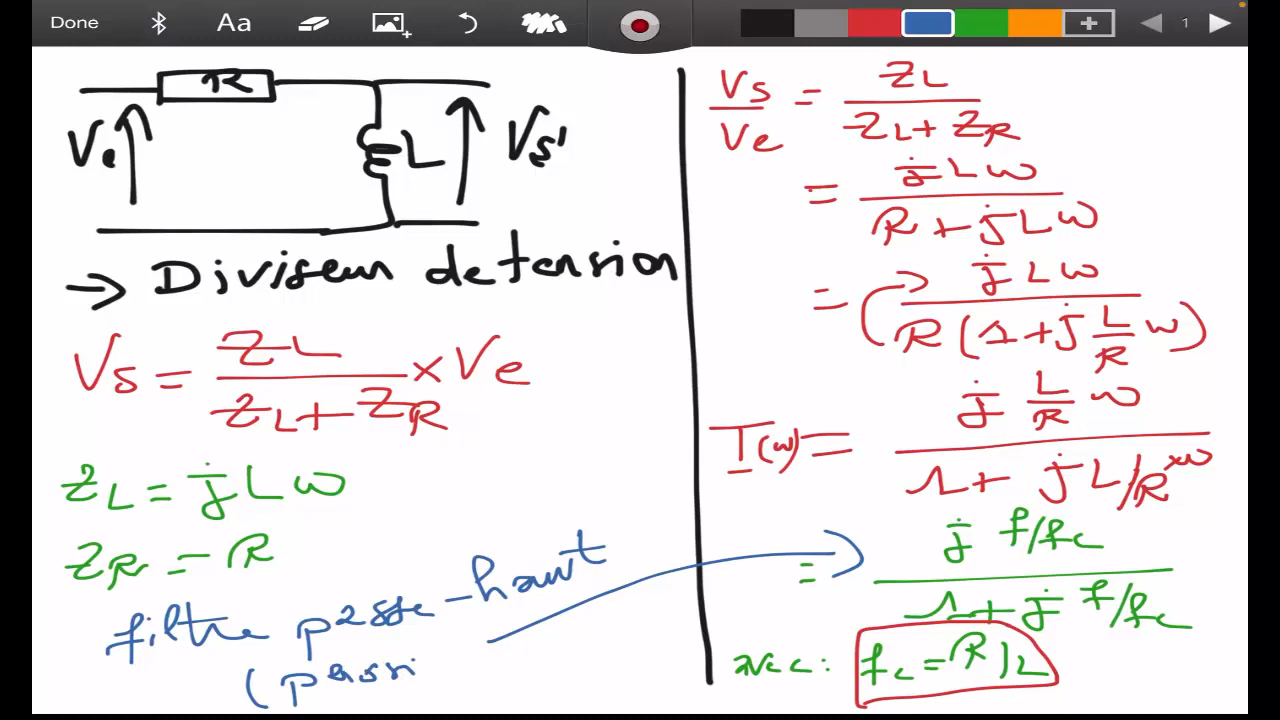 Done
Aa
1
R
Ve
L
Vs'
→ Diviseur de tension
Vs = ZL / (ZL + ZR) × Ve
ZL = jLω
ZR = R
filtre passe-haut
(passi
Vs/Ve = ZL / (ZL + ZR)
= jLω / (R + jLω)
= jLω / R(1 + j L/R ω)
T(ω) = j L/R ω / (1 + j L/R × ω)
= j f/fc / (1 + j f/fc)
avec : fc = R/L